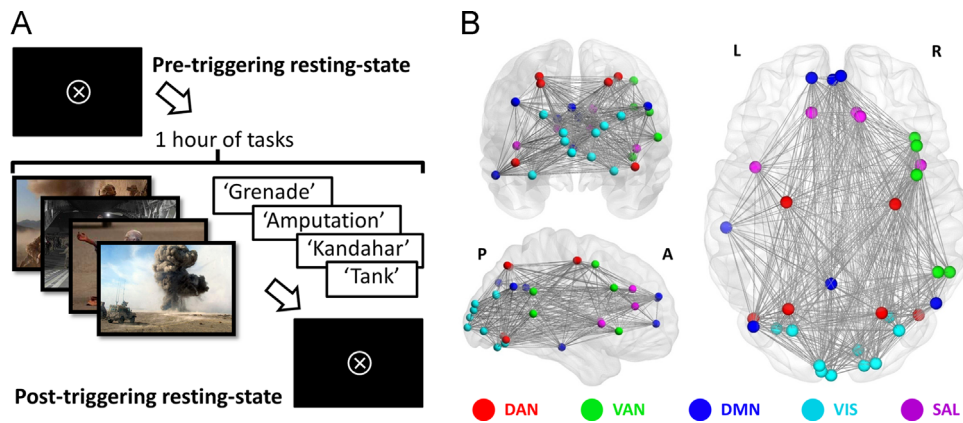 A
Pre-triggering resting-state
1 hour of tasks
'Grenade'
'Amputation'
'Kandahar'
'Tank'
Post-triggering resting-state
B
L
R
P
A
DAN
VAN
DMN
VIS
SAL